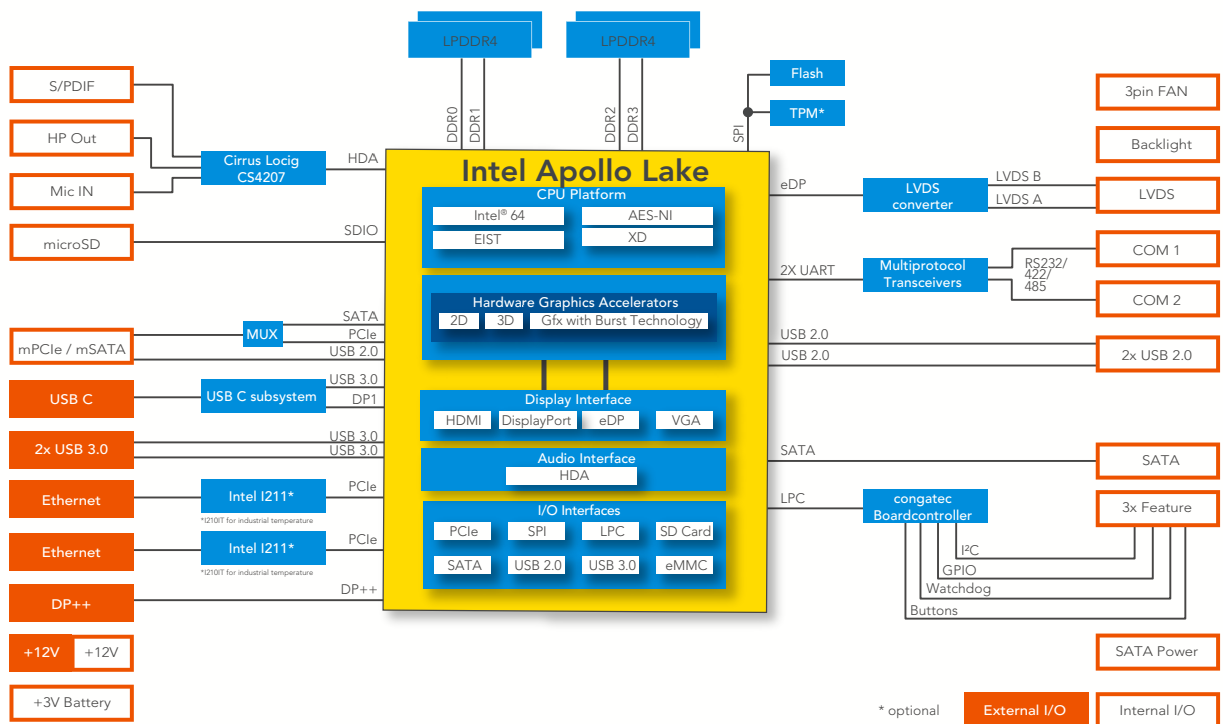 LPDDR4
LPDDR4
DDR0
DDR1
DDR2
DDR3
SPI
Flash
TPM*
S/PDIF
HP Out
Mic IN
microSD
Cirrus Locig
CS4207
HDA
SDIO
mPCIe / mSATA
MUX
SATA
PCIe
USB 2.0
USB C
USB C subsystem
USB 3.0
DP1
2x USB 3.0
USB 3.0
USB 3.0
Ethernet
Intel I211*
*I210IT for industrial temperature
PCIe
Ethernet
Intel I211*
*I210IT for industrial temperature
PCIe
DP++
DP++
+12V
+12V
+3V Battery
Intel Apollo Lake
CPU Platform
Intel® 64
AES-NI
EIST
XD
Hardware Graphics Accelerators
2D
3D
Gfx with Burst Technology
Display Interface
HDMI
DisplayPort
eDP
VGA
Audio Interface
HDA
I/O Interfaces
PCIe
SPI
LPC
SD Card
SATA
USB 2.0
USB 3.0
eMMC
3pin FAN
Backlight
eDP
LVDS
converter
LVDS B
LVDS A
LVDS
2X UART
Multiprotocol
Transceivers
RS232/
422/
485
COM 1
COM 2
USB 2.0
USB 2.0
2x USB 2.0
SATA
SATA
LPC
congatec
Boardcontroller
3x Feature
I²C
GPIO
Watchdog
Buttons
SATA Power
* optional
External I/O
Internal I/O